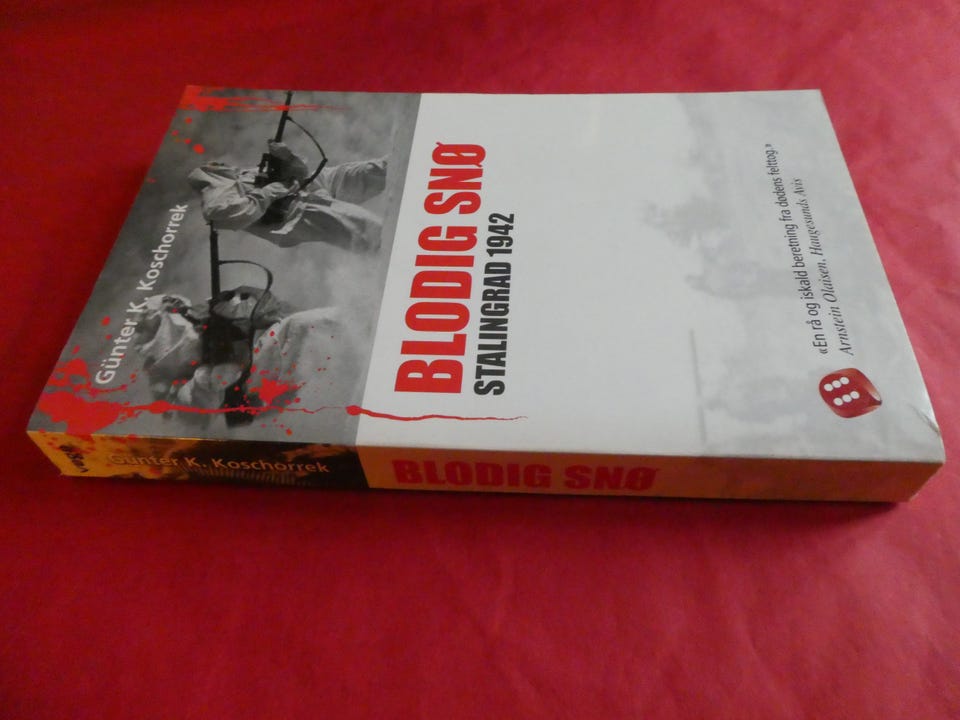 Günter K. Koschorrek
BLODIG SNØ
STALINGRAD 1942
«En rå og iskald beretning fra dødens felttog.»
Arnstein Olaisen, Haugesunds Avis
Günter K. Koschorrek
BLODIG SNØ